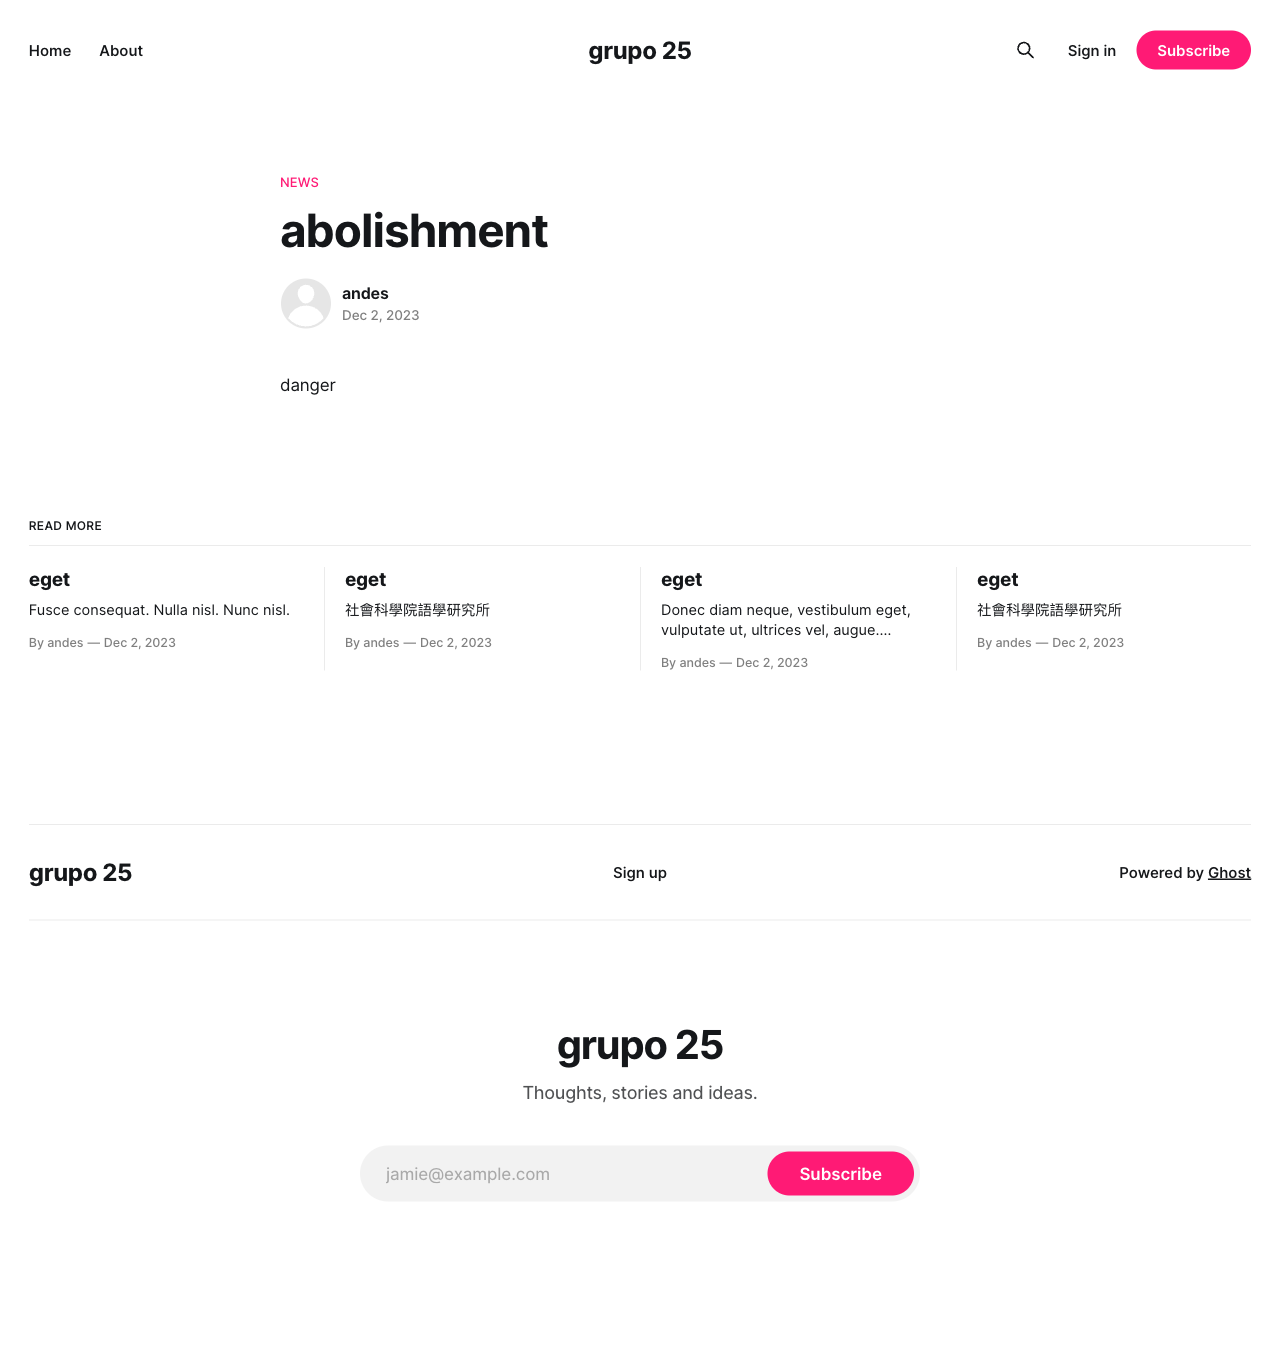 Home About grupo 25 Sign in Subscribe
NEWS
abolishment
andes
Dec 2, 2023
danger
READ MORE
eget
Fusce consequat. Nulla nisl. Nunc nisl.
By andes — Dec 2, 2023
eget
社會科學院語學研究所
By andes — Dec 2, 2023
eget
Donec diam neque, vestibulum eget,
vulputate ut, ultrices vel, augue....
By andes — Dec 2, 2023
eget
社會科學院語學研究所
By andes — Dec 2, 2023
grupo 25 Sign up Powered by Ghost
grupo 25
Thoughts, stories and ideas.
jamie@example.com Subscribe